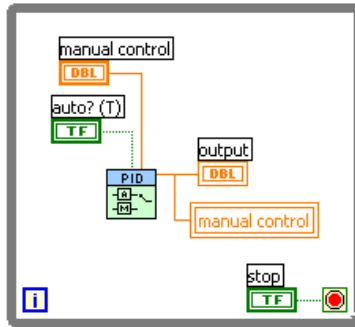 manual control
DBL
auto? (T)
TF
PID
A
M
output
DBL
manual control
stop
TF
i